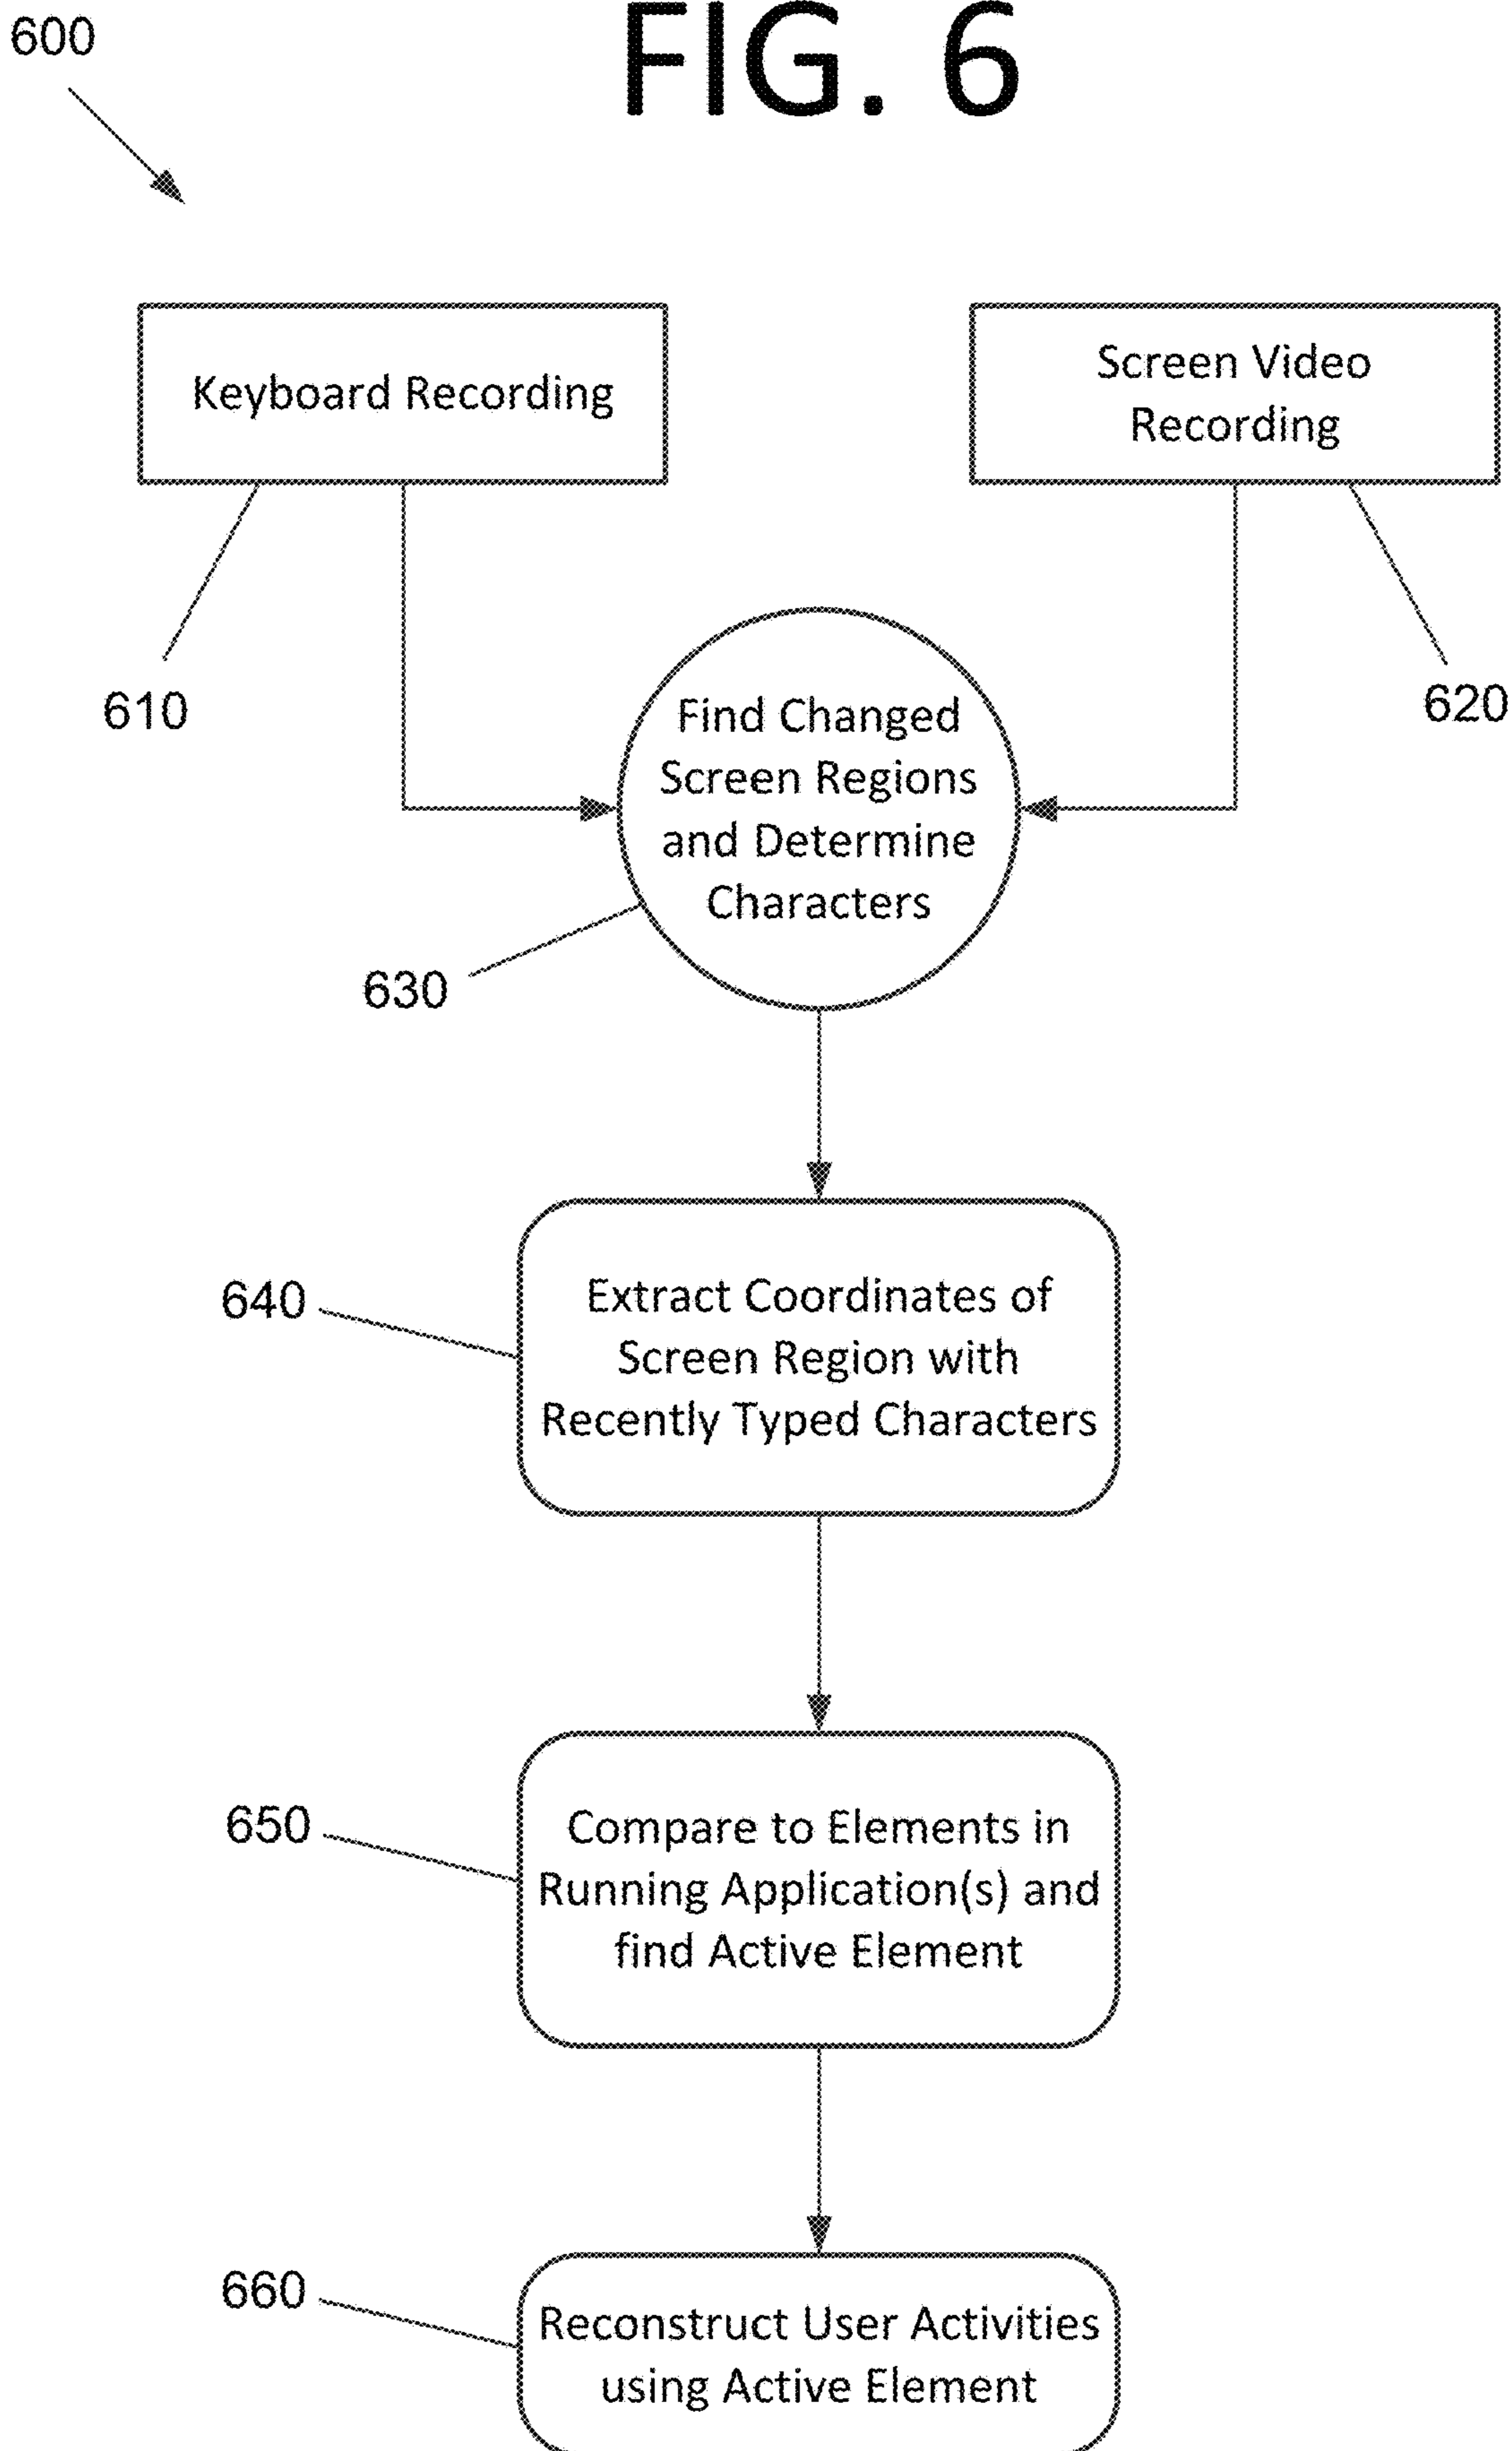 FIG. 6
600
Keyboard Recording
Screen Video
Recording
610
620
Find Changed
Screen Regions
and Determine
Characters
630
640
Extract Coordinates of
Screen Region with
Recently Typed Characters
650
Compare to Elements in
Running Application(s) and
find Active Element
660
Reconstruct User Activities
using Active Element